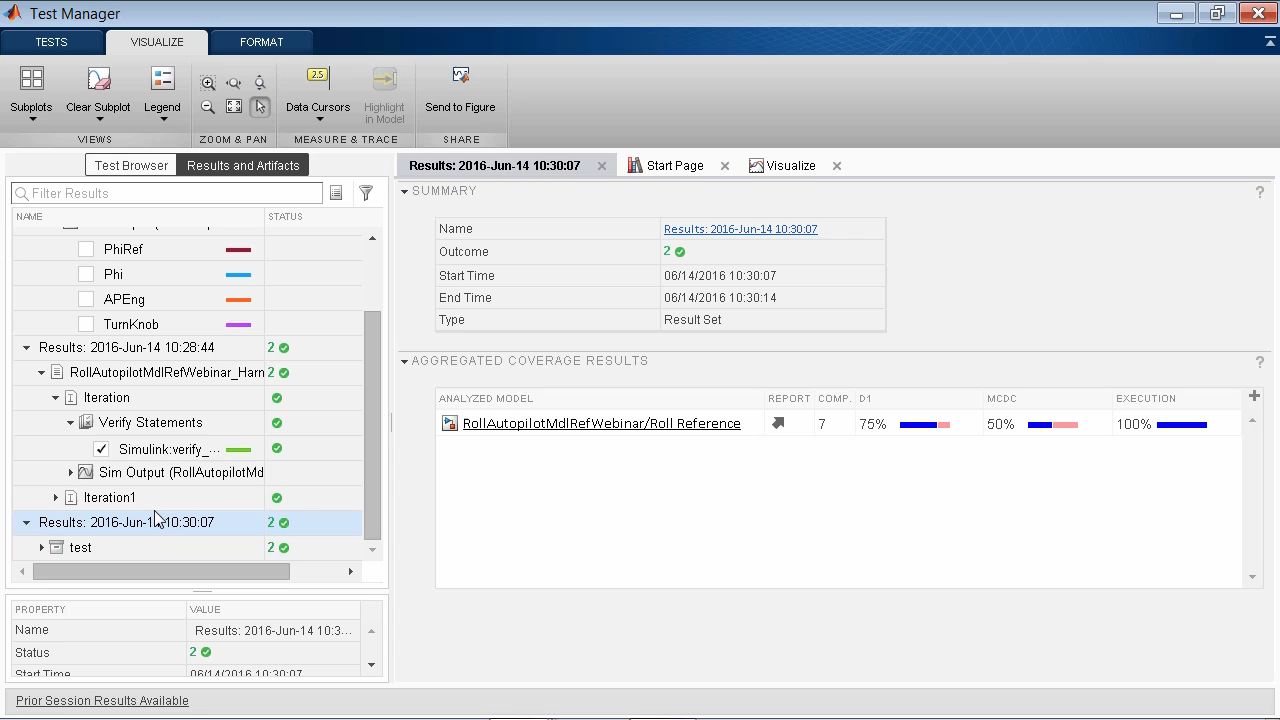 Test Manager
TESTS
VISUALIZE
FORMAT
Subplots
Clear Subplot
Legend
Data Cursors
Highlight in Model
Send to Figure
VIEWS
ZOOM & PAN
MEASURE & TRACE
SHARE
Test Browser
Results and Artifacts
Results: 2016-Jun-14 10:30:07
Start Page
Visualize
Filter Results
NAME STATUS
PhiRef
Phi
APEng
TurnKnob
Results: 2016-Jun-14 10:28:44 2
RollAutopilotMdlRefWebinar_Harn 2
Iteration
Verify Statements
Simulink:verify_...
Sim Output (RollAutopilotMd
Iteration1
Results: 2016-Jun-14 10:30:07 2
test 2
PROPERTY VALUE
Name Results: 2016-Jun-14 10:3...
Status 2
Start Time 06/14/2016 10:30:07
SUMMARY ?
Name Results: 2016-Jun-14 10:30:07
Outcome 2
Start Time 06/14/2016 10:30:07
End Time 06/14/2016 10:30:14
Type Result Set
AGGREGATED COVERAGE RESULTS ?
ANALYZED MODEL REPORT COMP. D1 MCDC EXECUTION
RollAutopilotMdlRefWebinar/Roll Reference 7 75% 50% 100%
Prior Session Results Available